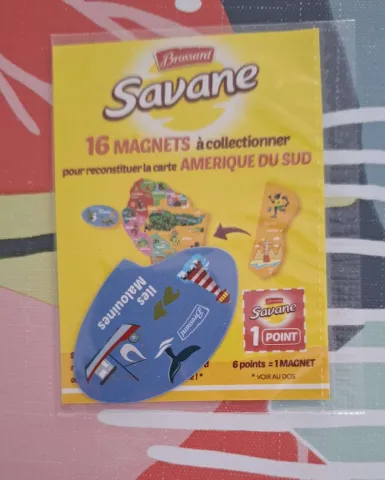 Brossard
Savane
16 MAGNETS à collectionner
pour reconstituer la carte AMERIQUE DU SUD
Iles
Malouines
Brossard
Savane
1 POINT
6 points = 1 MAGNET
* VOIR AU DOS